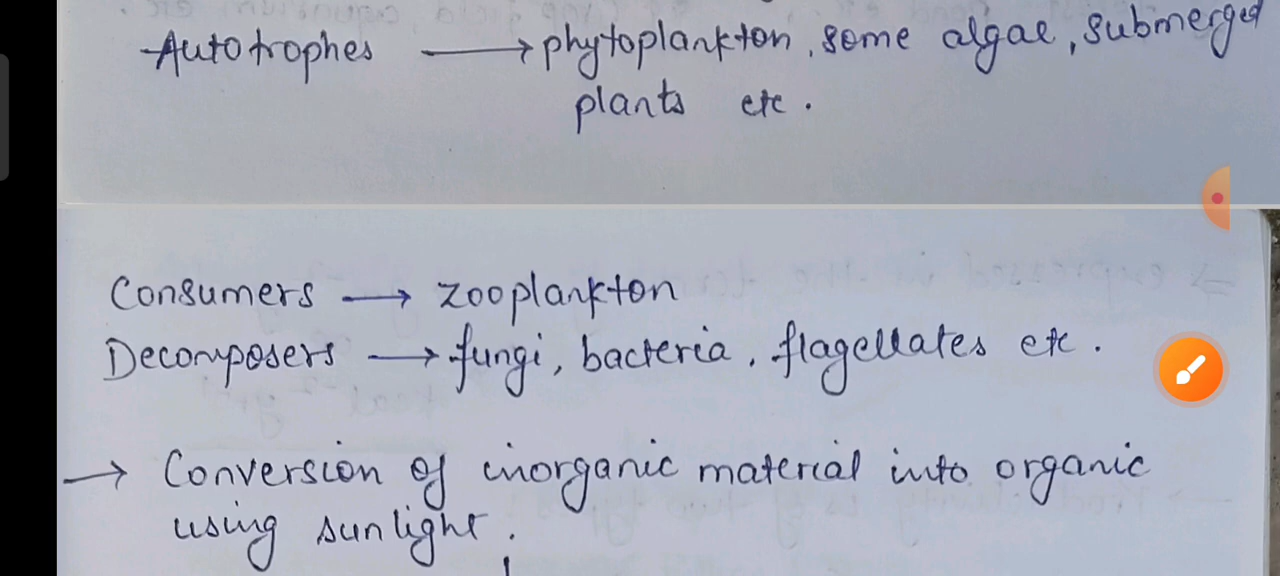 Autotrophes → phytoplankton, some algae, submerged
plants etc.
Consumers → zooplankton
Decomposers → fungi, bacteria, flagellates etc.
→ Conversion of inorganic material into organic
using sunlight.